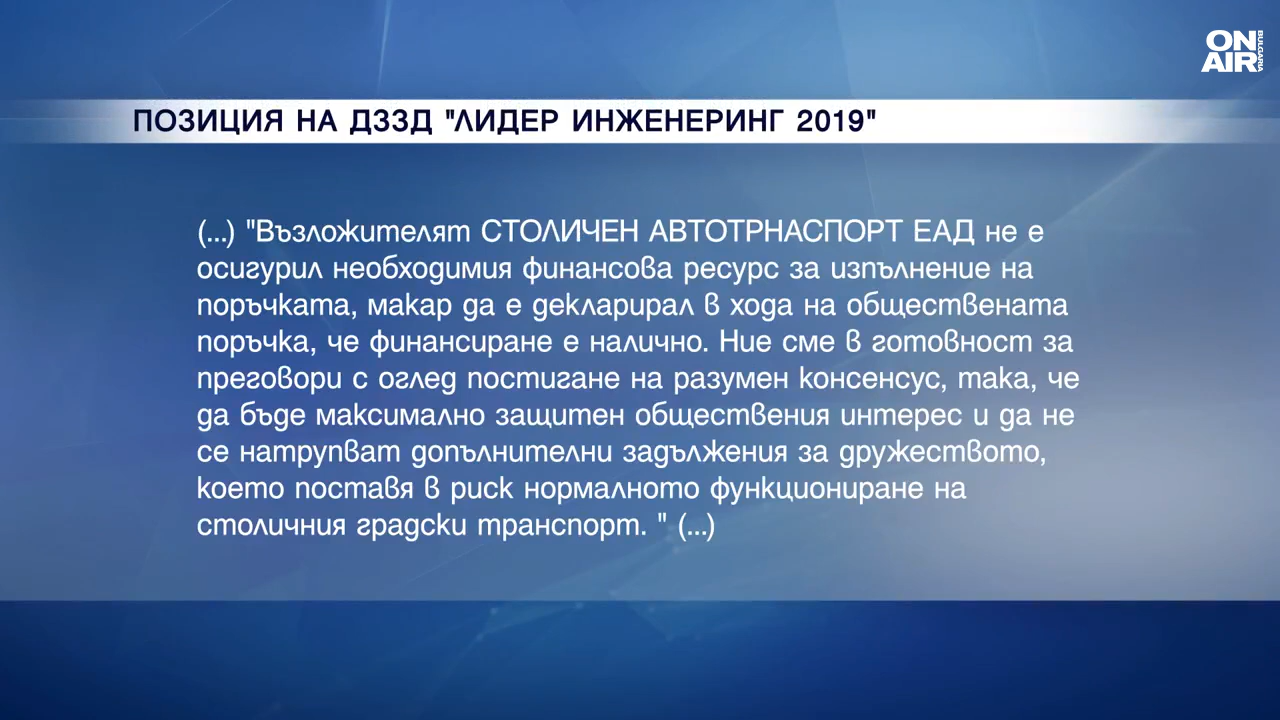 ON
AIR
BULGARIA
ПОЗИЦИЯ НА ДЗЗД "ЛИДЕР ИНЖЕНЕРИНГ 2019"
(...) "Възложителят СТОЛИЧЕН АВТОТРНАСПОРТ ЕАД не е
осигурил необходимия финансова ресурс за изпълнение на
поръчката, макар да е декларирал в хода на обществената
поръчка, че финансиране е налично. Ние сме в готовност за
преговори с оглед постигане на разумен консенсус, така, че
да бъде максимално защитен обществения интерес и да не
се натрупват допълнителни задължения за дружеството,
което поставя в риск нормалното функциониране на
столичния градски транспорт. " (...)